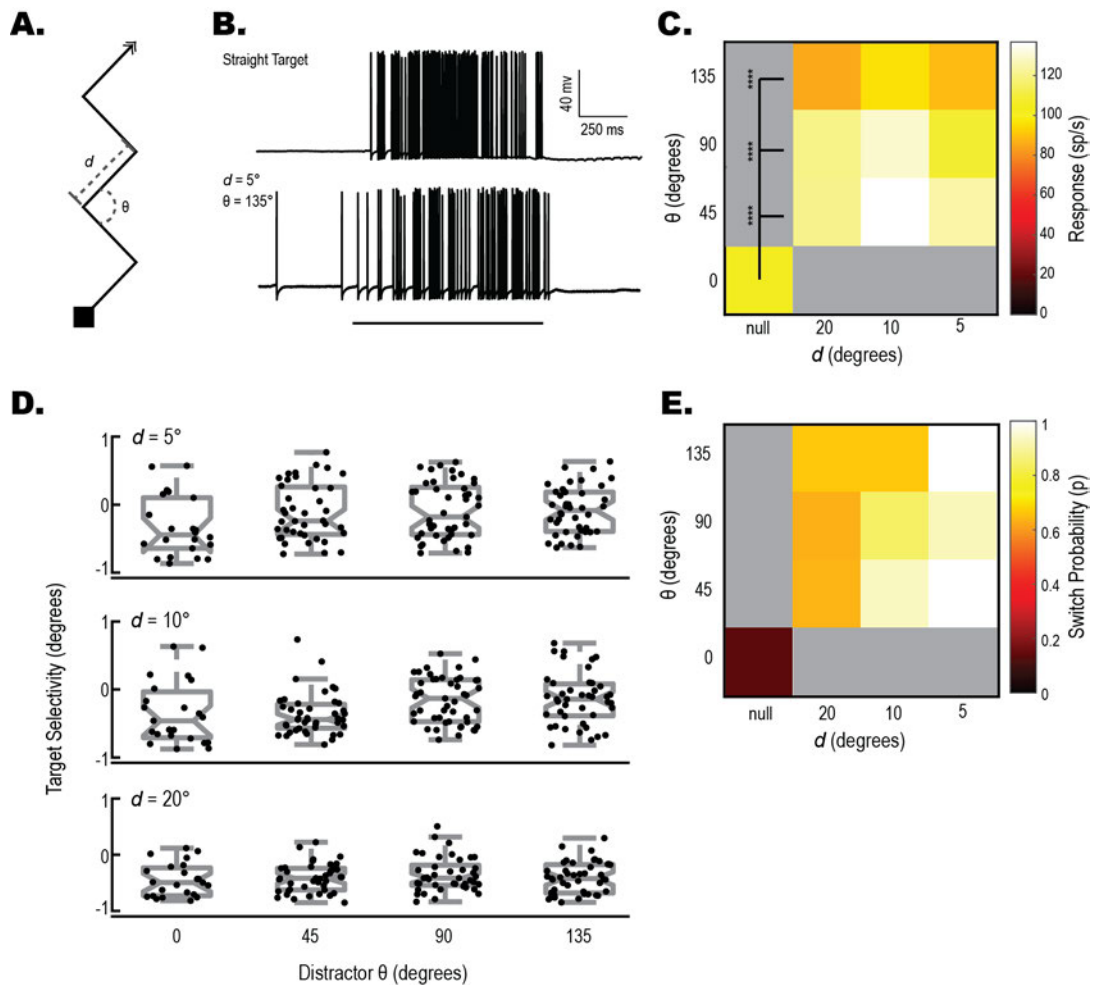 A.
d
θ
B.
Straight Target
40 mv
250 ms
d = 5°
θ = 135°
C.
θ (degrees)
135
90
45
0
****
****
****
null
20
10
5
d (degrees)
120
100
80
60
40
20
0
Response (sp/s)
D.
Target Selectivity (degrees)
d = 5°
1
0
-1
d = 10°
1
0
-1
d = 20°
1
0
-1
0
45
90
135
Distractor θ (degrees)
E.
θ (degrees)
135
90
45
0
null
20
10
5
d (degrees)
1
0.8
0.6
0.4
0.2
0
Switch Probability (p)